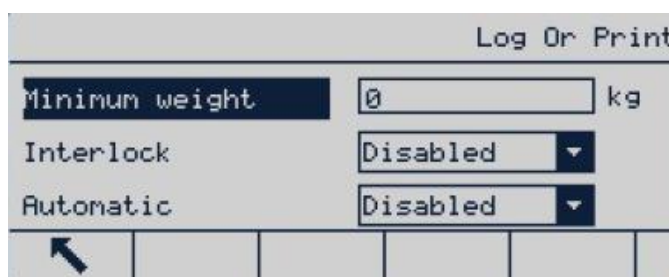 Log Or Print
Minimum weight 0 kg
Interlock Disabled
Automatic Disabled